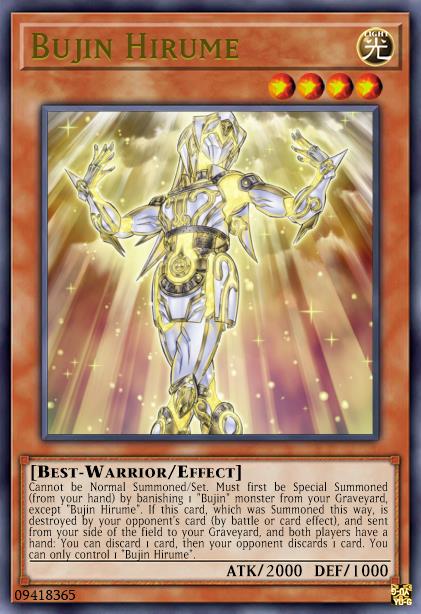 Bujin Hirume
LIGHT
光
[Best-Warrior/Effect]
Cannot be Normal Summoned/Set. Must first be Special Summoned
(from your hand) by banishing 1 "Bujin" monster from your Graveyard,
except "Bujin Hirume". If this card, which was Summoned this way, is
destroyed by your opponent's card (by battle or card effect), and sent
from your side of the field to your Graveyard, and both players have a
hand: You can discard 1 card, then your opponent discards 1 card. You
can only control 1 "Bujin Hirume".
ATK/2000 DEF/1000
09418365